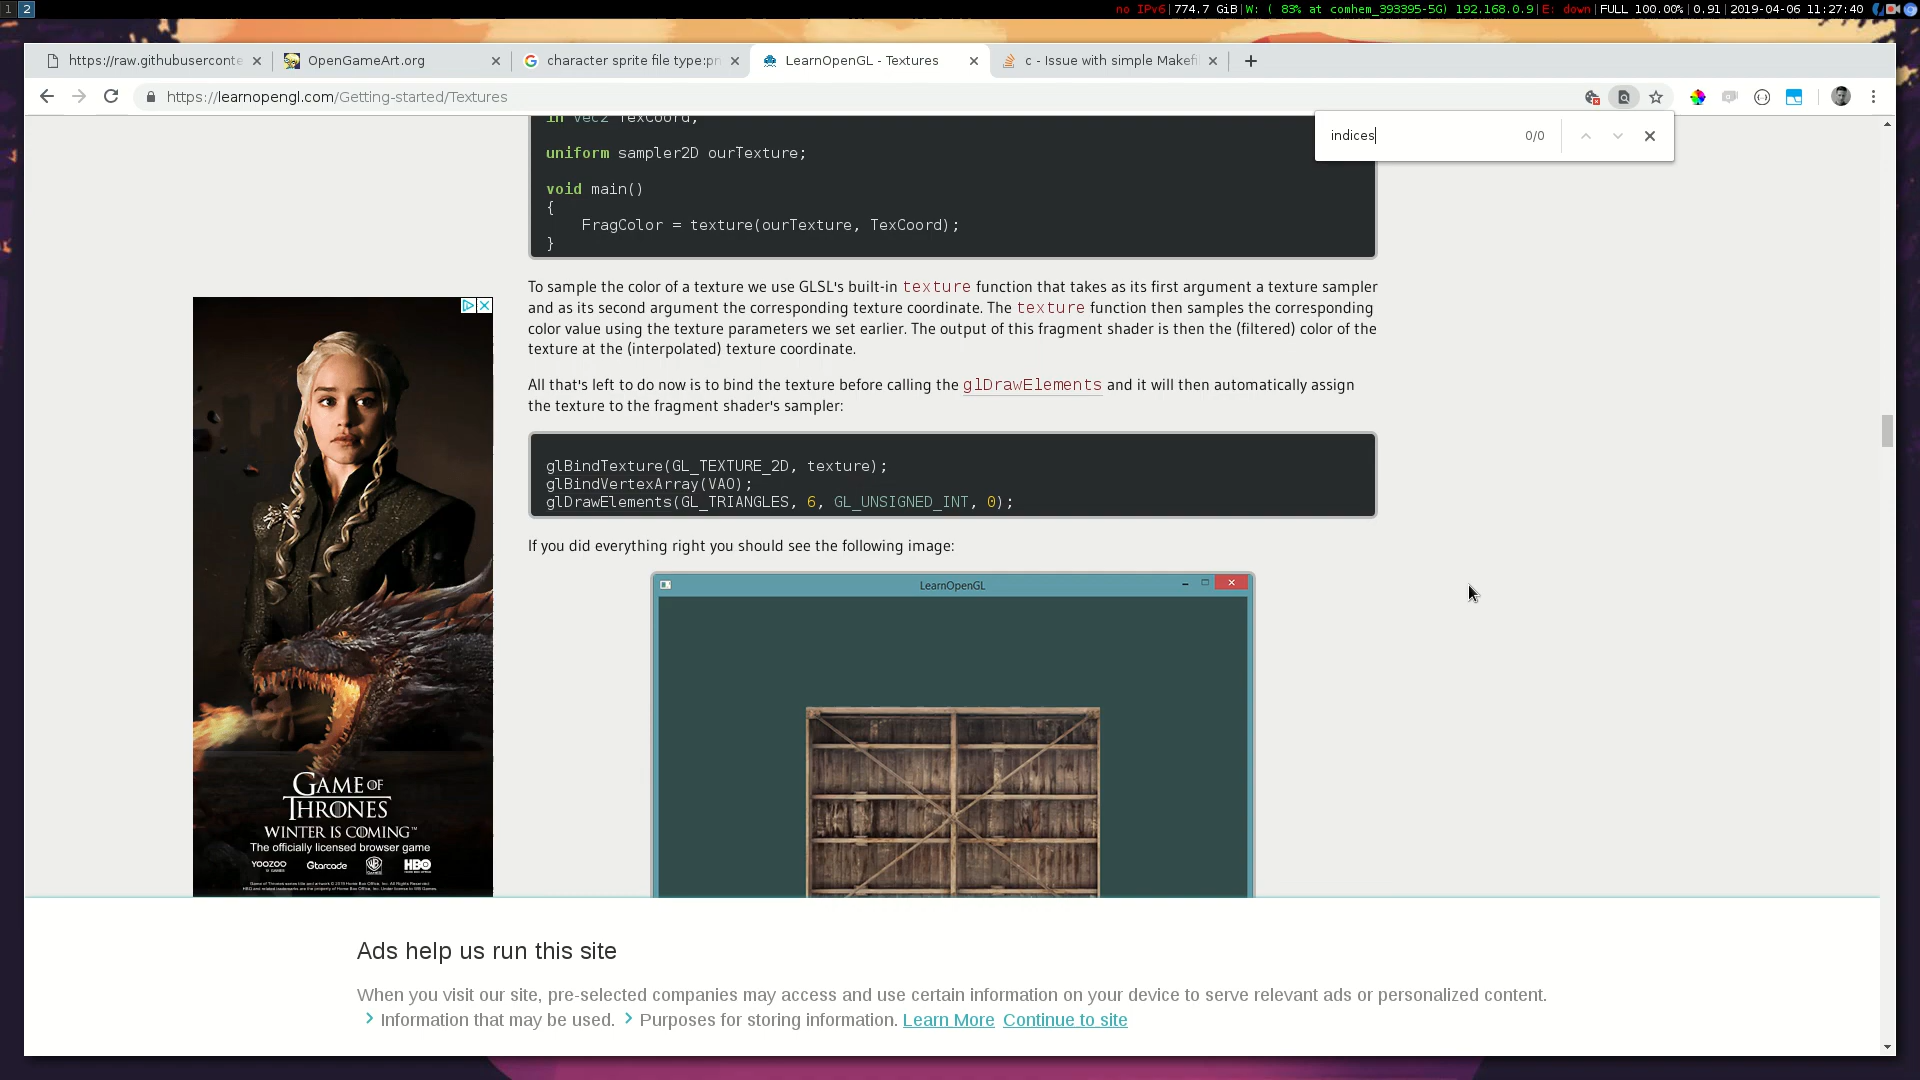 1 2 no IPv6|774.7 GiB|W: ( 83% at comhem_393395-5G) 192.168.0.9|E: down|FULL 100.00%|0.91|2019-04-06 11:27:40
https://raw.githubuserconte
OpenGameArt.org
character sprite file type:pn
LearnOpenGL - Textures
c - Issue with simple Makefi
https://learnopengl.com/Getting-started/Textures
indices 0/0
in vec2 TexCoord;
uniform sampler2D ourTexture;
void main()
{
FragColor = texture(ourTexture, TexCoord);
}
To sample the color of a texture we use GLSL's built-in texture function that takes as its first argument a texture sampler
and as its second argument the corresponding texture coordinate. The texture function then samples the corresponding
color value using the texture parameters we set earlier. The output of this fragment shader is then the (filtered) color of the
texture at the (interpolated) texture coordinate.
All that's left to do now is to bind the texture before calling the glDrawElements and it will then automatically assign
the texture to the fragment shader's sampler:
glBindTexture(GL_TEXTURE_2D, texture);
glBindVertexArray(VAO);
glDrawElements(GL_TRIANGLES, 6, GL_UNSIGNED_INT, 0);
If you did everything right you should see the following image:
LearnOpenGL
GAME OF
THRONES
WINTER IS COMING™
The officially licensed browser game
YOOZOO GAMES Gtarcade HBO
Ads help us run this site
When you visit our site, pre-selected companies may access and use certain information on your device to serve relevant ads or personalized content.
Information that may be used. Purposes for storing information. Learn More Continue to site